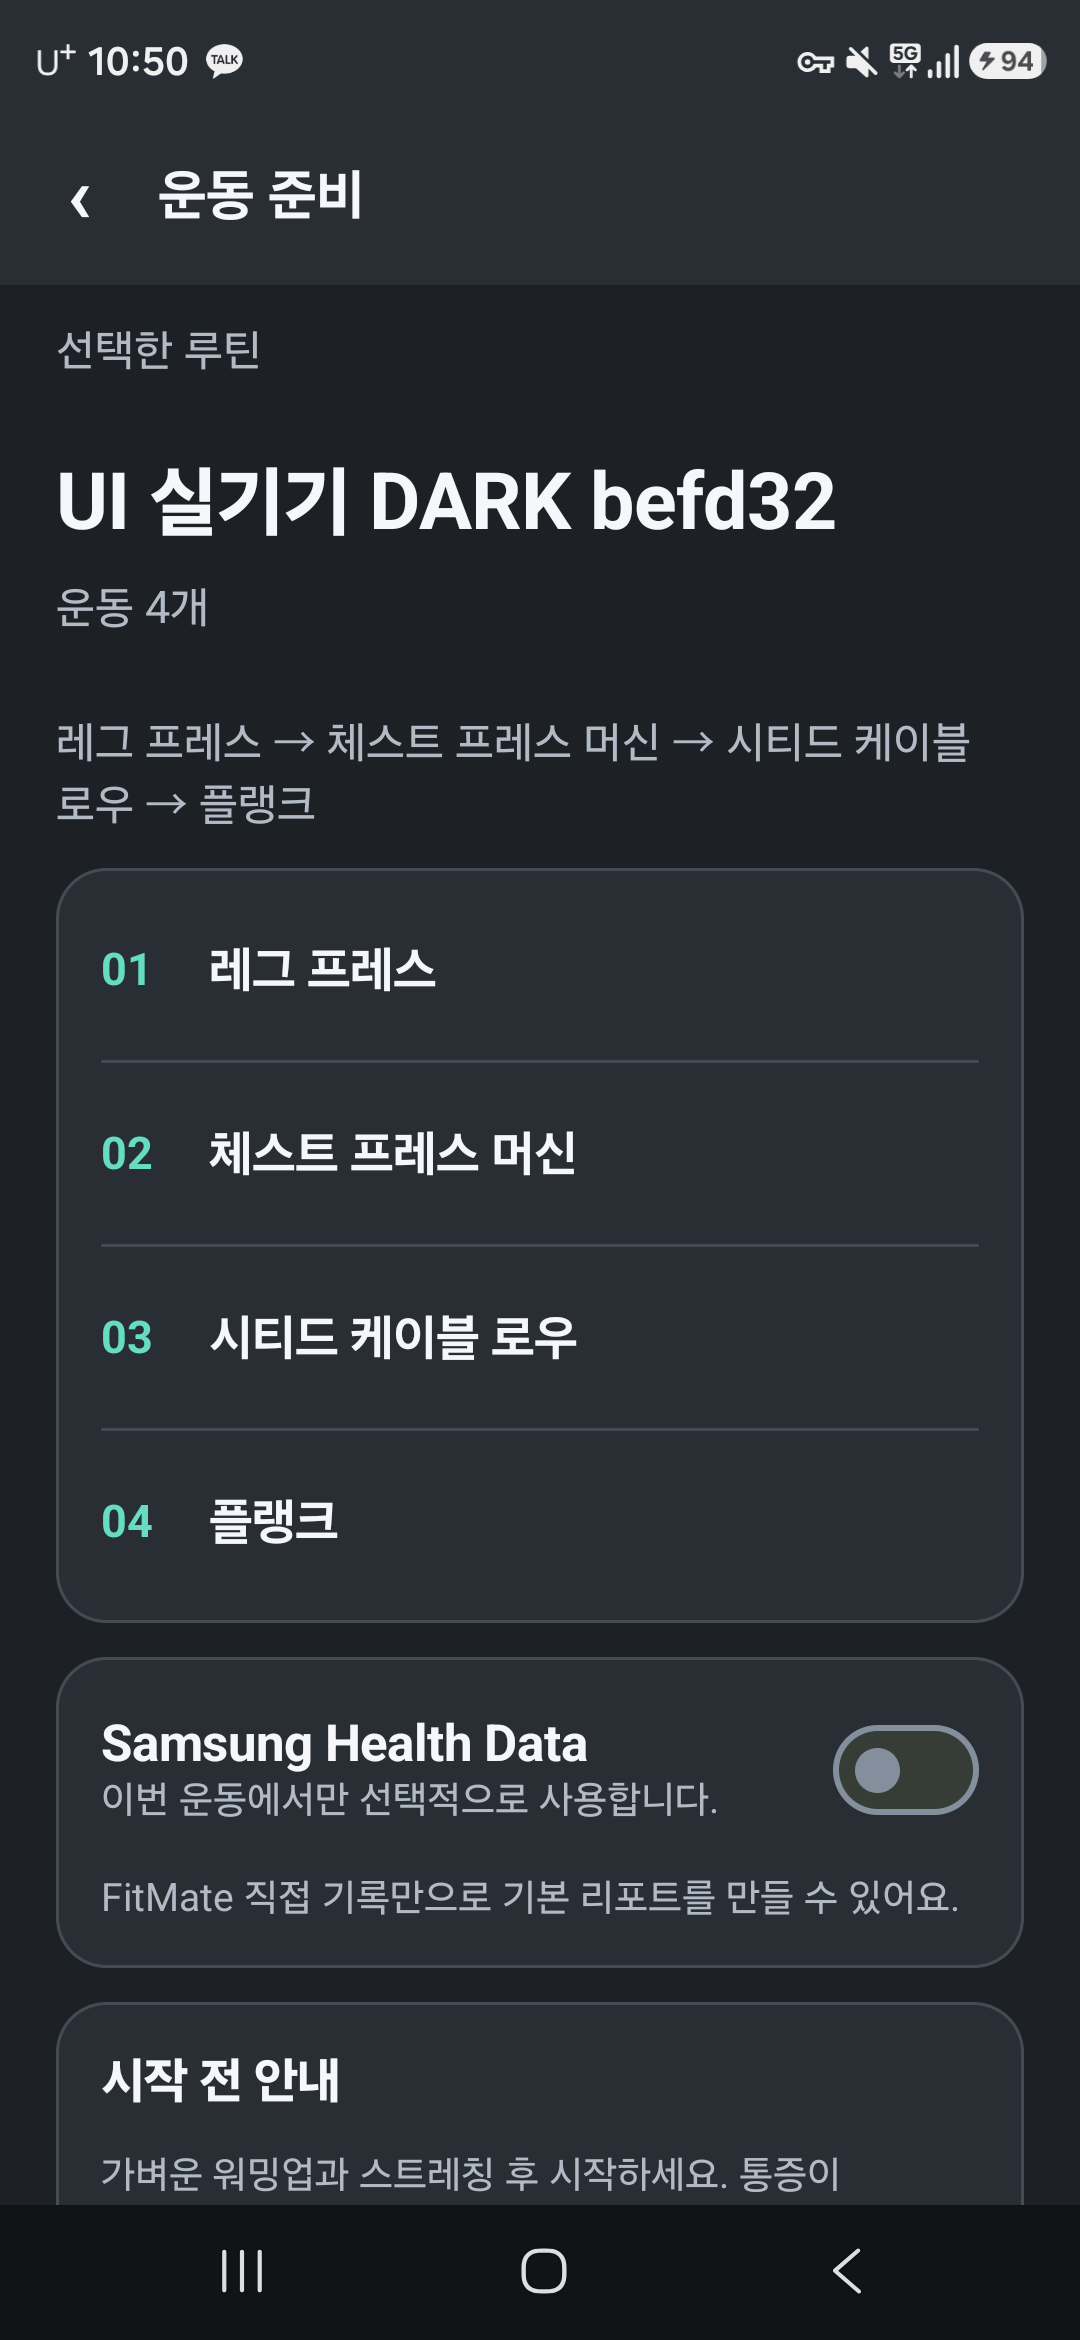 U+ 10:50 TALK 5G 94
운동 준비
선택한 루틴
UI 실기기 DARK befd32
운동 4개
레그 프레스 → 체스트 프레스 머신 → 시티드 케이블
로우 → 플랭크
01 레그 프레스
02 체스트 프레스 머신
03 시티드 케이블 로우
04 플랭크
Samsung Health Data
이번 운동에서만 선택적으로 사용합니다.
FitMate 직접 기록만으로 기본 리포트를 만들 수 있어요.
시작 전 안내
가벼운 워밍업과 스트레칭 후 시작하세요. 통증이